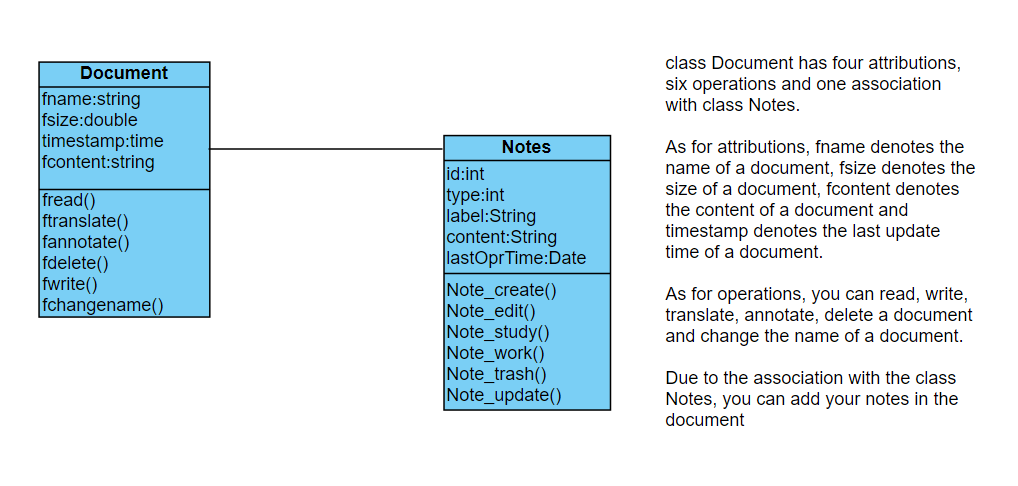 Document
fname:string
fsize:double
timestamp:time
fcontent:string
fread()
ftranslate()
fannotate()
fdelete()
fwrite()
fchangename()
Notes
id:int
type:int
label:String
content:String
lastOprTime:Date
Note_create()
Note_edit()
Note_study()
Note_work()
Note_trash()
Note_update()
class Document has four attributions,
six operations and one association
with class Notes.
As for attributions, fname denotes the
name of a document, fsize denotes the
size of a document, fcontent denotes
the content of a document and
timestamp denotes the last update
time of a document.
As for operations, you can read, write,
translate, annotate, delete a document
and change the name of a document.
Due to the association with the class
Notes, you can add your notes in the
document